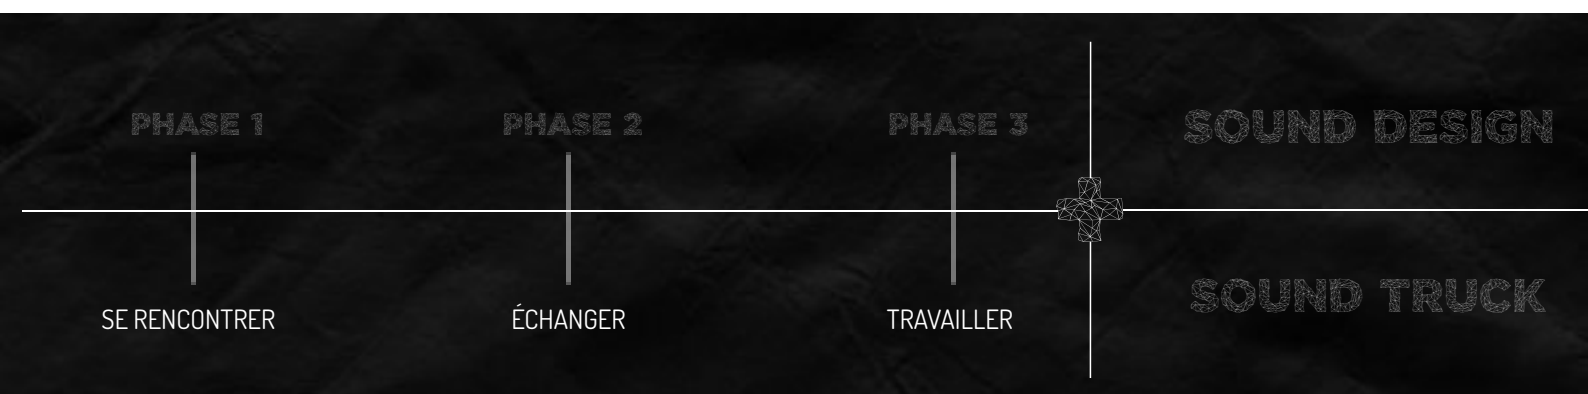 PHASE 1
PHASE 2
PHASE 3
SE RENCONTRER
ÉCHANGER
TRAVAILLER
SOUND DESIGN
SOUND TRUCK